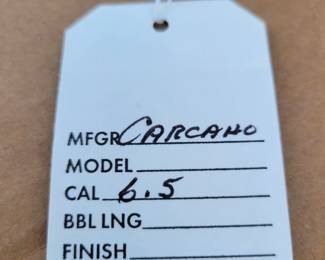 MFGR CARCANO
MODEL
CAL 6.5
BBL LNG
FINISH